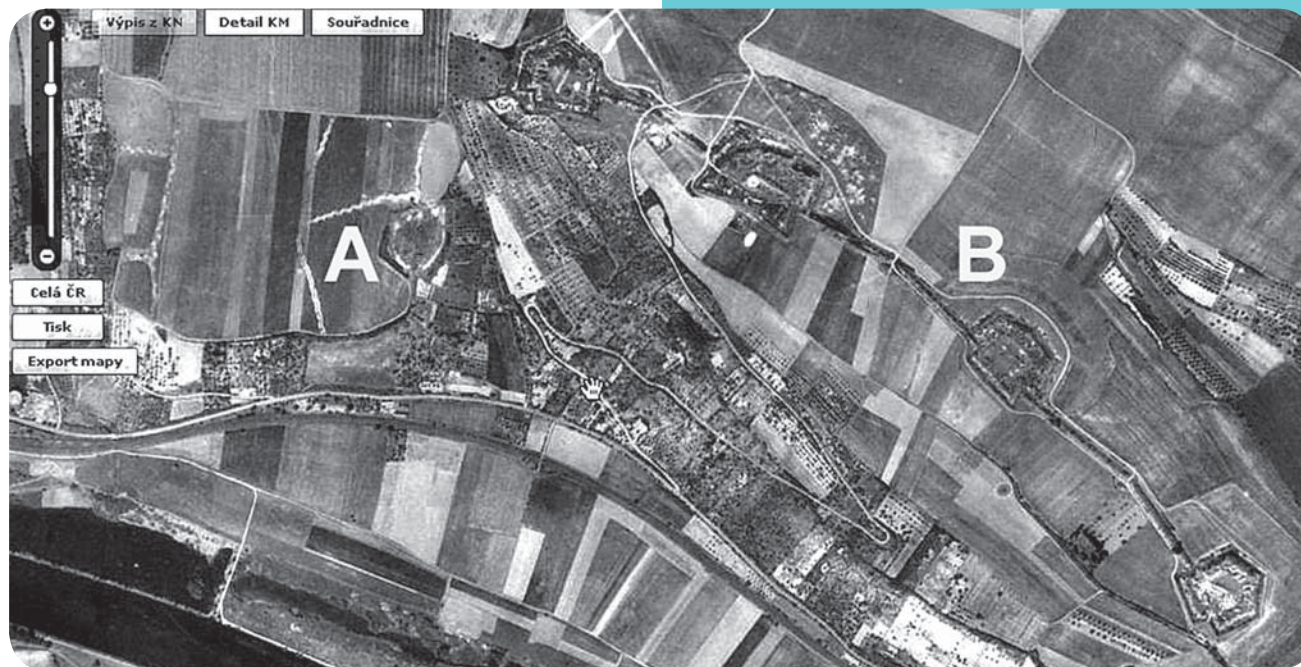 Výpis z KN
Detail KM
Souřadnice
A
B
Celá ČR
Tisk
Export mapy